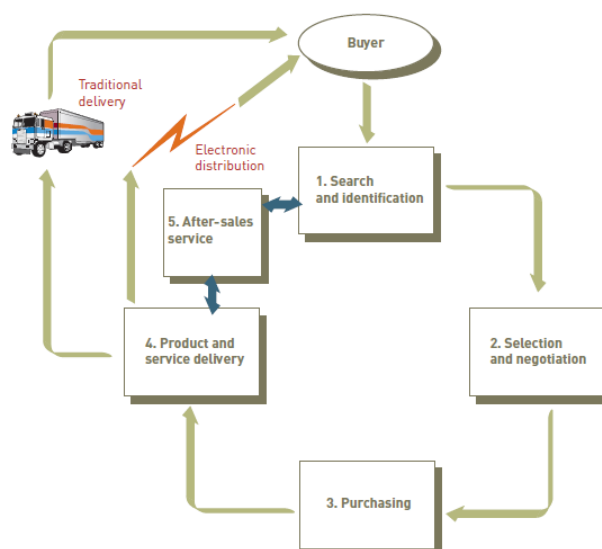 Buyer
Traditional
delivery
Electronic
distribution
1. Search
and identification
5. After-sales
service
4. Product and
service delivery
2. Selection
and negotiation
3. Purchasing